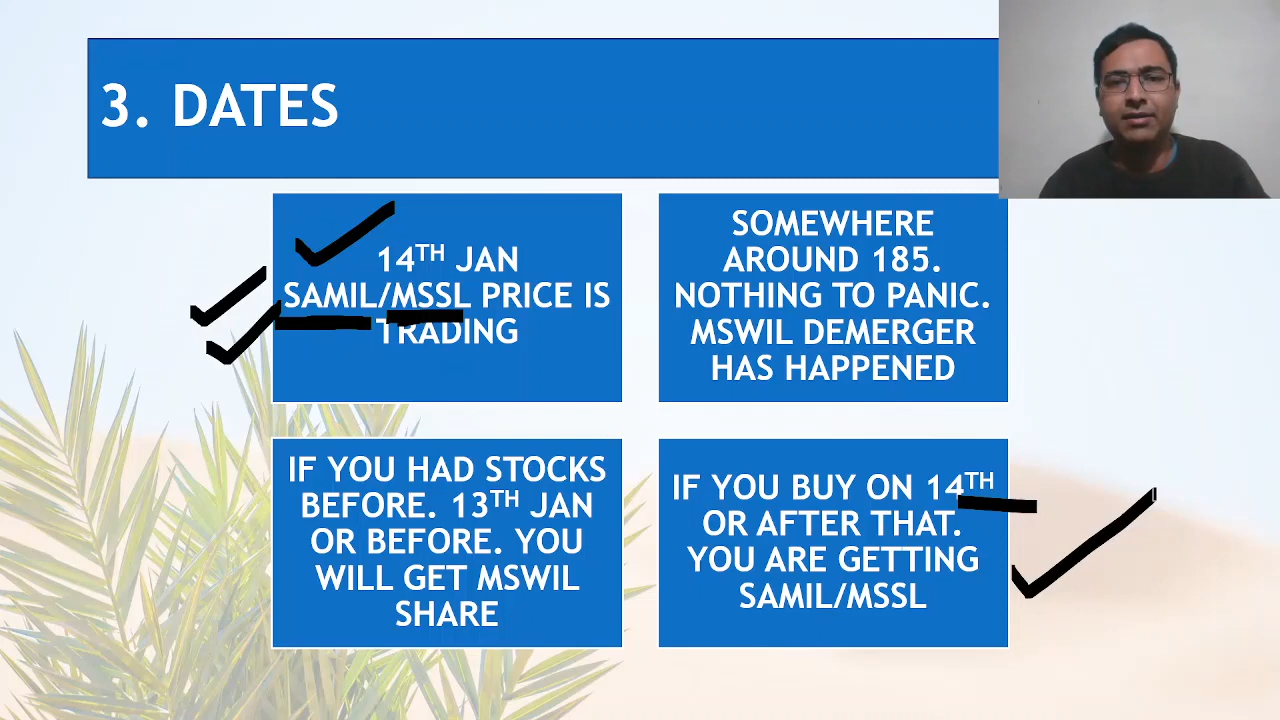 3. DATES
14TH JAN
SAMIL/MSSL PRICE IS
TRADING
SOMEWHERE
AROUND 185.
NOTHING TO PANIC.
MSWIL DEMERGER
HAS HAPPENED
IF YOU HAD STOCKS
BEFORE. 13TH JAN
OR BEFORE. YOU
WILL GET MSWIL
SHARE
IF YOU BUY ON 14TH
OR AFTER THAT.
YOU ARE GETTING
SAMIL/MSSL